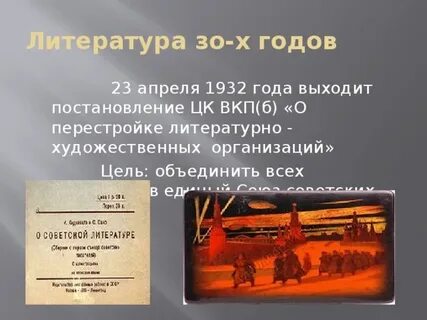 Литература 30-х годов
23 апреля 1932 года выходит
постановление ЦК ВКП(б) «О
перестройке литературно -
художественных организаций»
Цель: объединить всех
в единый Союз советских
О СОВЕТСКОЙ ЛИТЕРАТУРЕ